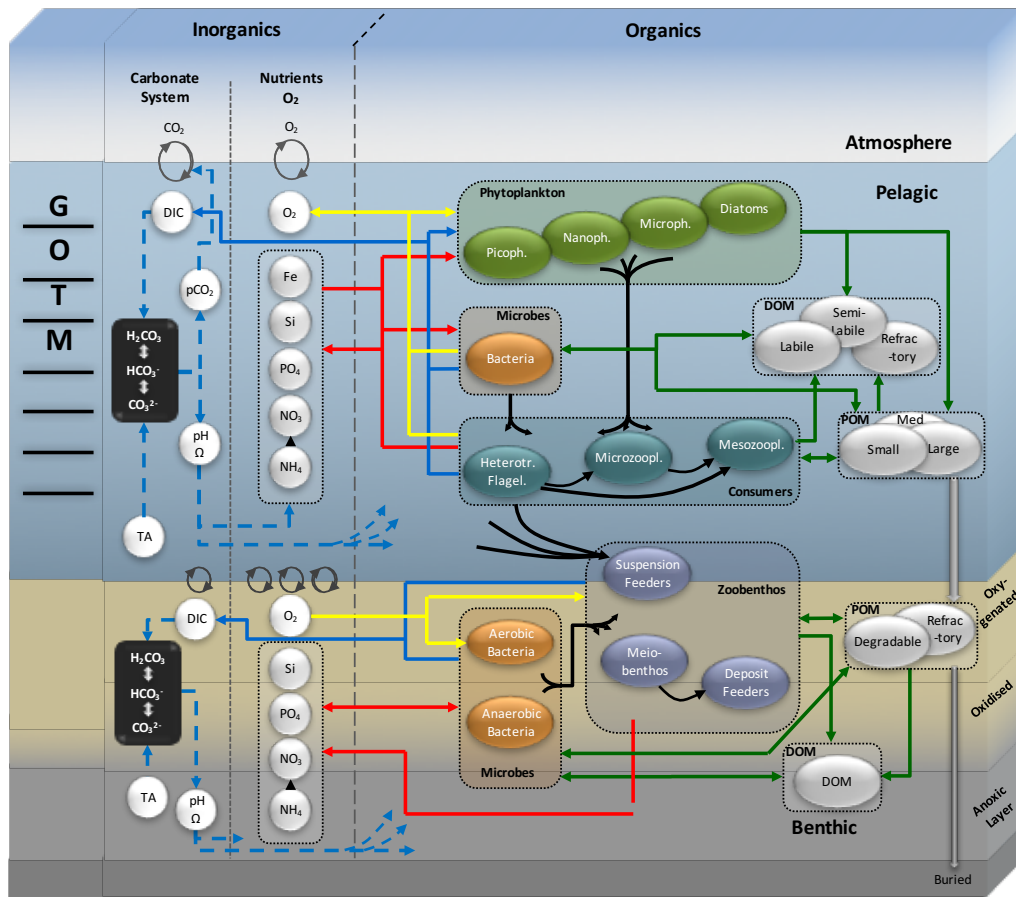 Inorganics
Organics
Carbonate
System
Nutrients
O₂
CO₂
O₂
Atmosphere
Pelagic
G
O
T
M
DIC
O₂
pCO₂
H₂CO₃
HCO₃⁻
CO₃²⁻
pH
Ω
TA
Fe
Si
PO₄
NO₃
NH₄
Phytoplankton
Picoph.
Nanoph.
Microph.
Diatoms
Microbes
Bacteria
Heterotr.
Flagel.
Microzoopl.
Mesozoopl.
Consumers
DOM
Labile
Semi-
Labile
Refrac
-tory
POM
Small
Med
Large
DIC
O₂
H₂CO₃
HCO₃⁻
CO₃²⁻
TA
pH
Ω
Si
PO₄
NO₃
NH₄
Aerobic
Bacteria
Anaerobic
Bacteria
Microbes
Suspension
Feeders
Zoobenthos
Meio-
benthos
Deposit
Feeders
POM
Degradable
Refrac
-tory
DOM
DOM
Benthic
Oxy-
genated
Oxidised
Anoxic
Layer
Buried